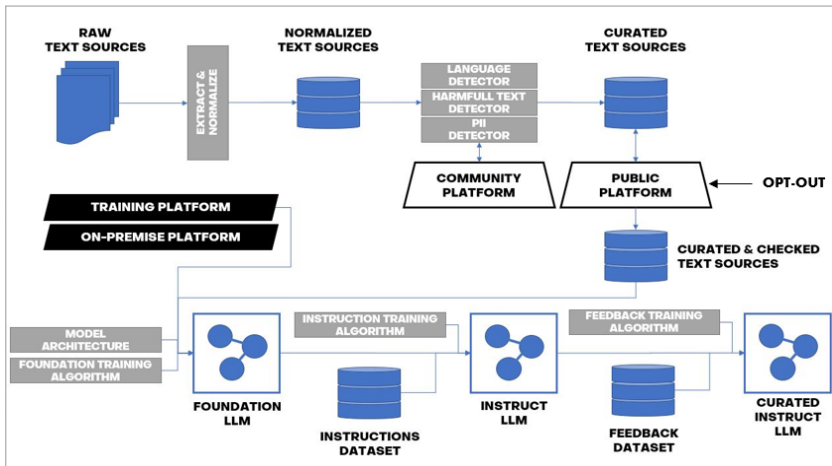 RAW
TEXT SOURCES
NORMALIZED
TEXT SOURCES
CURATED
TEXT SOURCES
EXTRACT &
NORMALIZE
LANGUAGE
DETECTOR
HARMFULL TEXT
DETECTOR
PII
DETECTOR
COMMUNITY
PLATFORM
PUBLIC
PLATFORM
OPT-OUT
TRAINING PLATFORM
ON-PREMISE PLATFORM
CURATED & CHECKED
TEXT SOURCES
MODEL
ARCHITECTURE
FOUNDATION TRAINING
ALGORITHM
INSTRUCTION TRAINING
ALGORITHM
FEEDBACK TRAINING
ALGORITHM
FOUNDATION
LLM
INSTRUCTIONS
DATASET
INSTRUCT
LLM
FEEDBACK
DATASET
CURATED
INSTRUCT LLM